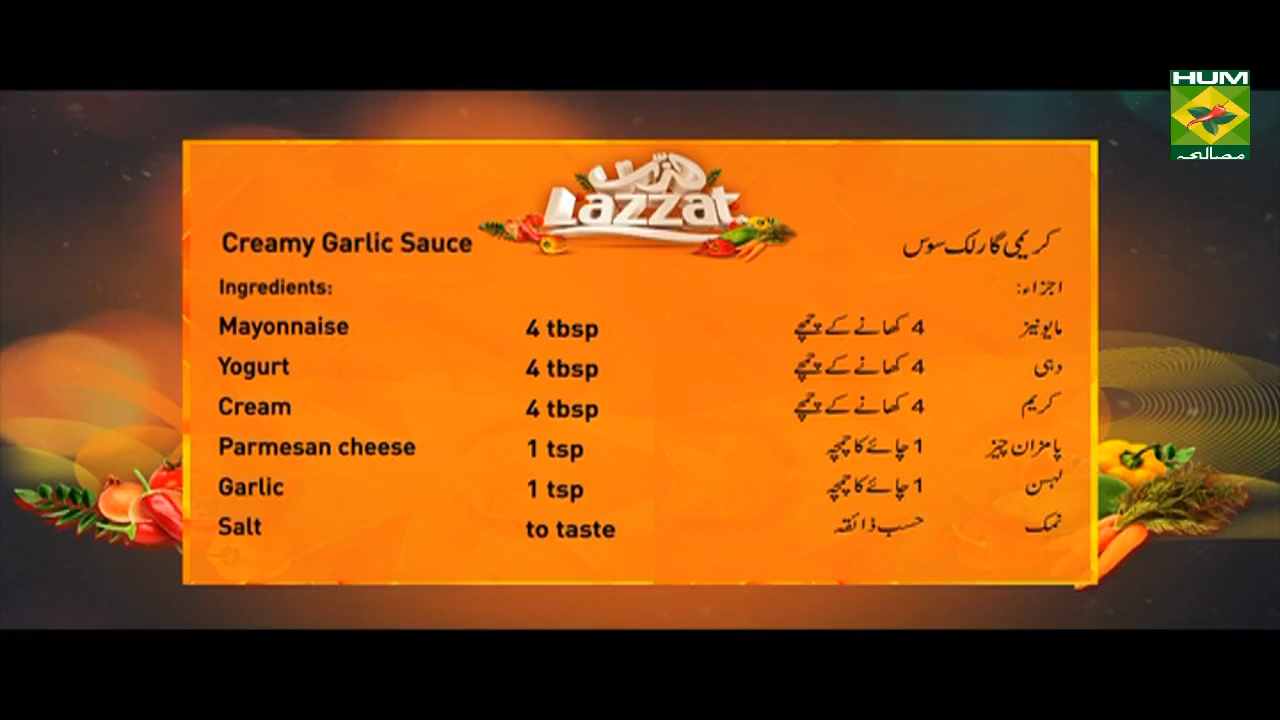 HUM
مصالحہ
لذت
Lazzat
Creamy Garlic Sauce کریمی گارلک سوس
Ingredients: اجزاء:
Mayonnaise 4 tbsp مایونیز 4 کھانے کے چمچے
Yogurt 4 tbsp دہی 4 کھانے کے چمچے
Cream 4 tbsp کریم 4 کھانے کے چمچے
Parmesan cheese 1 tsp پامزان چیز 1 چائے کا چمچہ
Garlic 1 tsp لہسن 1 چائے کا چمچہ
Salt to taste نمک حسب ذائقہ